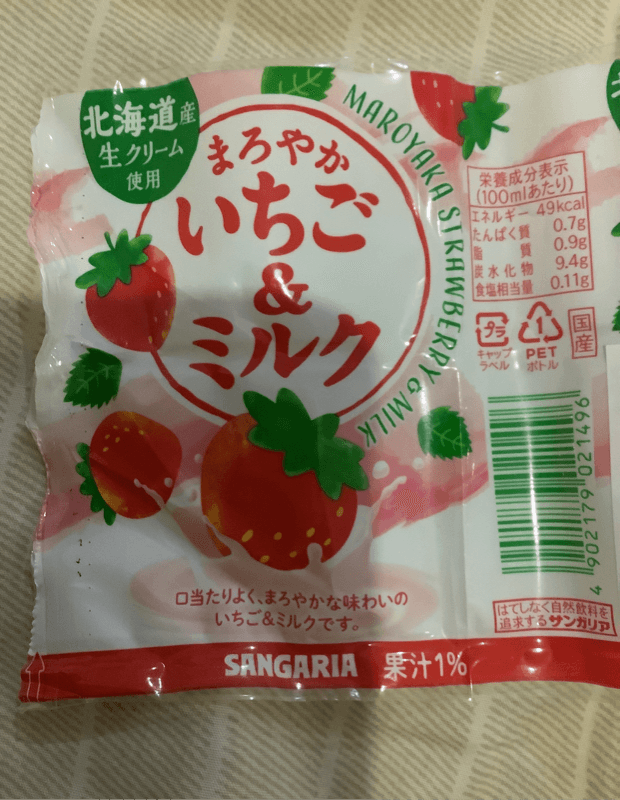 北海道産
生クリーム
使用
まろやか
いちご
&
ミルク
MAROYAKA STRAWBERRY & MILK
口当たりよく、まろやかな味わいの
いちご&ミルクです。
SANGARIA 果汁1%
栄養成分表示
(100mlあたり)
エネルギー 49kcal
たんぱく質 0.7g
脂質 0.9g
炭水化物 9.4g
食塩相当量 0.11g
プラ
キャップ
ラベル
1
PET
ボトル
国産
4 902179 021496
はてしなく自然飲料を
追求するサンガリア